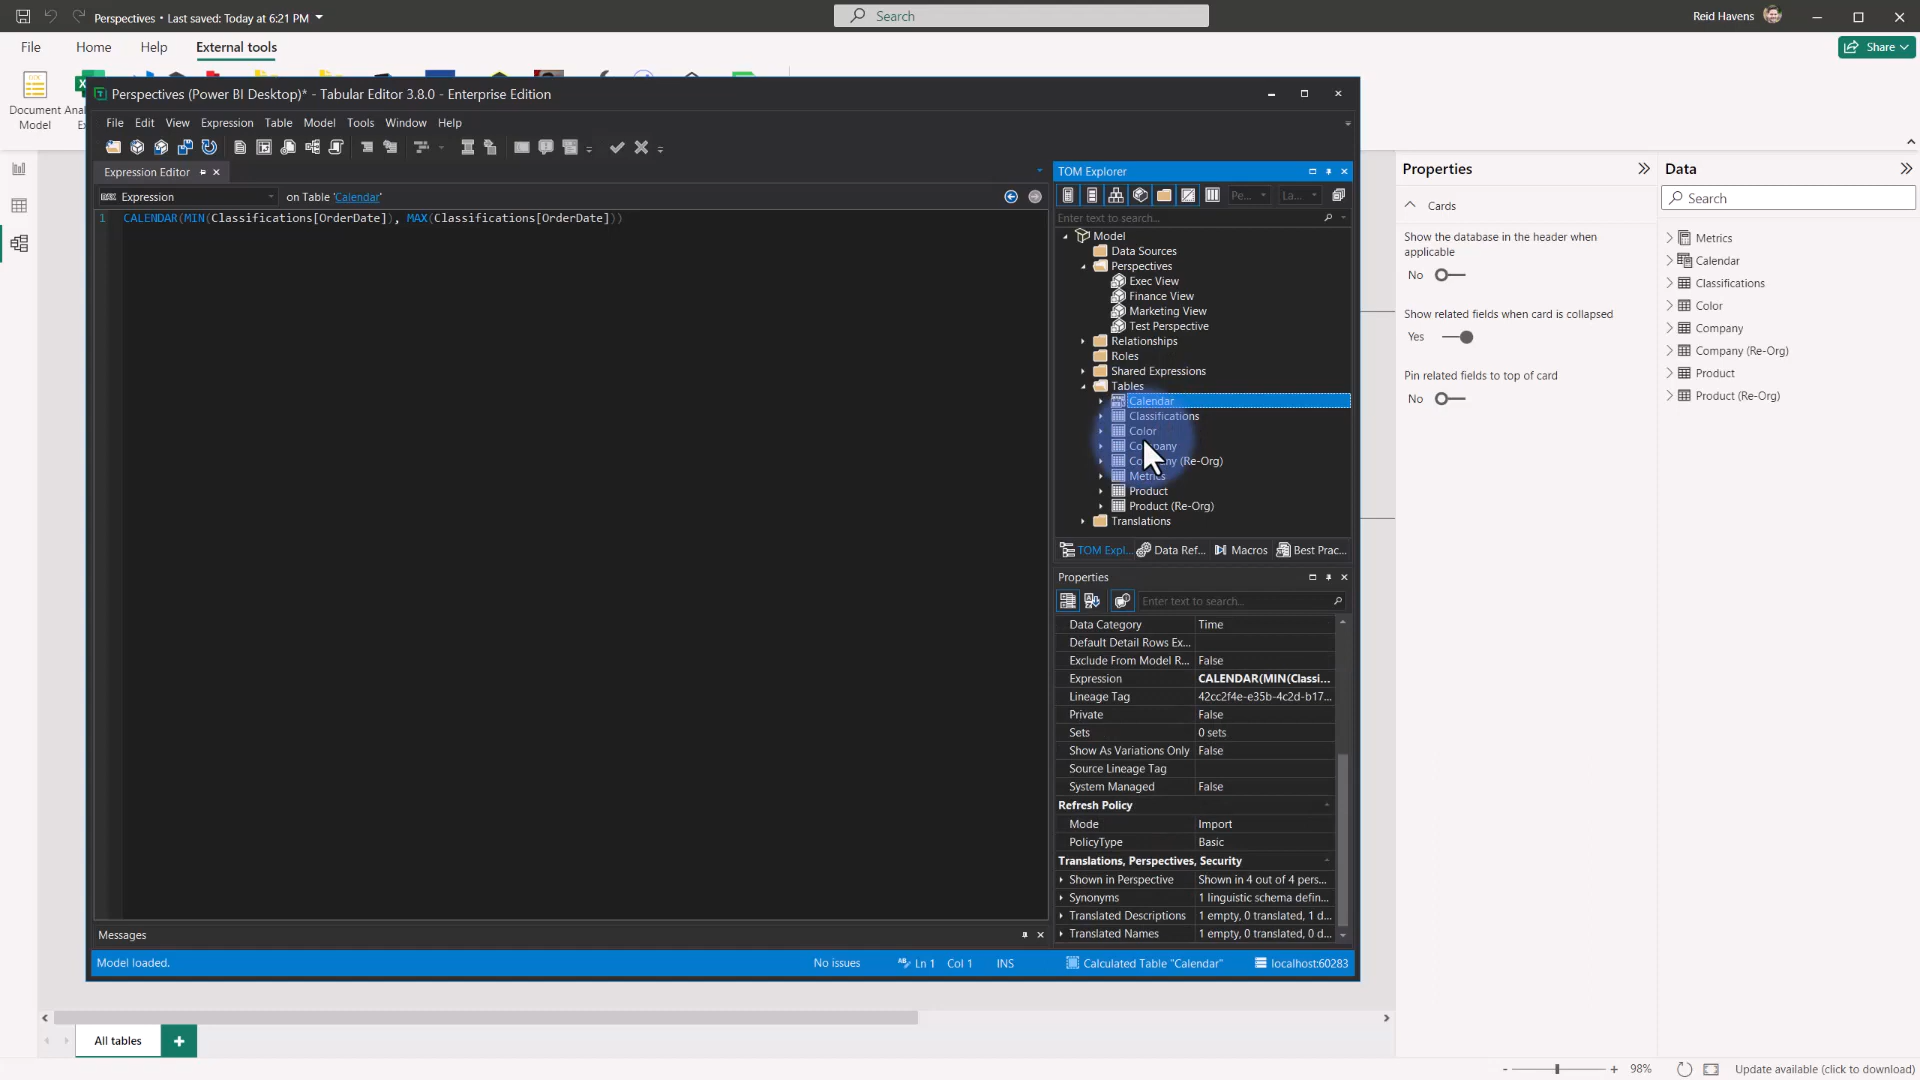 Perspectives • Last saved: Today at 6:21 PM
Search
Reid Havens
File
Home
Help
External tools
Share
Document
Model
Perspectives (Power BI Desktop)* - Tabular Editor 3.8.0 - Enterprise Edition
File
Edit
View
Expression
Table
Model
Tools
Window
Help
Expression Editor
Expression
on Table 'Calendar'
1
CALENDAR(MIN(Classifications[OrderDate]), MAX(Classifications[OrderDate]))
TOM Explorer
Pe...
La...
Enter text to search...
Model
Data Sources
Perspectives
Exec View
Finance View
Marketing View
Test Perspective
Relationships
Roles
Shared Expressions
Tables
Calendar
Classifications
Color
Company
(Re-Org)
Metrics
Product
Product (Re-Org)
Translations
TOM Expl...
Data Ref...
Macros
Best Prac...
Properties
Enter text to search...
Data Category Time
Default Detail Rows Ex...
Exclude From Model R... False
Expression CALENDAR(MIN(Classi...
Lineage Tag 42cc2f4e-e35b-4c2d-b17...
Private False
Sets 0 sets
Show As Variations Only False
Source Lineage Tag
System Managed False
Refresh Policy
Mode Import
PolicyType Basic
Translations, Perspectives, Security
Shown in Perspective Shown in 4 out of 4 pers...
Synonyms 1 linguistic schema defin...
Translated Descriptions 1 empty, 0 translated, 1 d...
Translated Names 1 empty, 0 translated, 0 d...
Messages
Model loaded.
No issues
Ln 1
Col 1
INS
Calculated Table "Calendar"
localhost:60283
Properties
Cards
Show the database in the header when
applicable
No
Show related fields when card is collapsed
Yes
Pin related fields to top of card
No
Data
Search
Metrics
Calendar
Classifications
Color
Company
Company (Re-Org)
Product
Product (Re-Org)
All tables
98%
Update available (click to download)